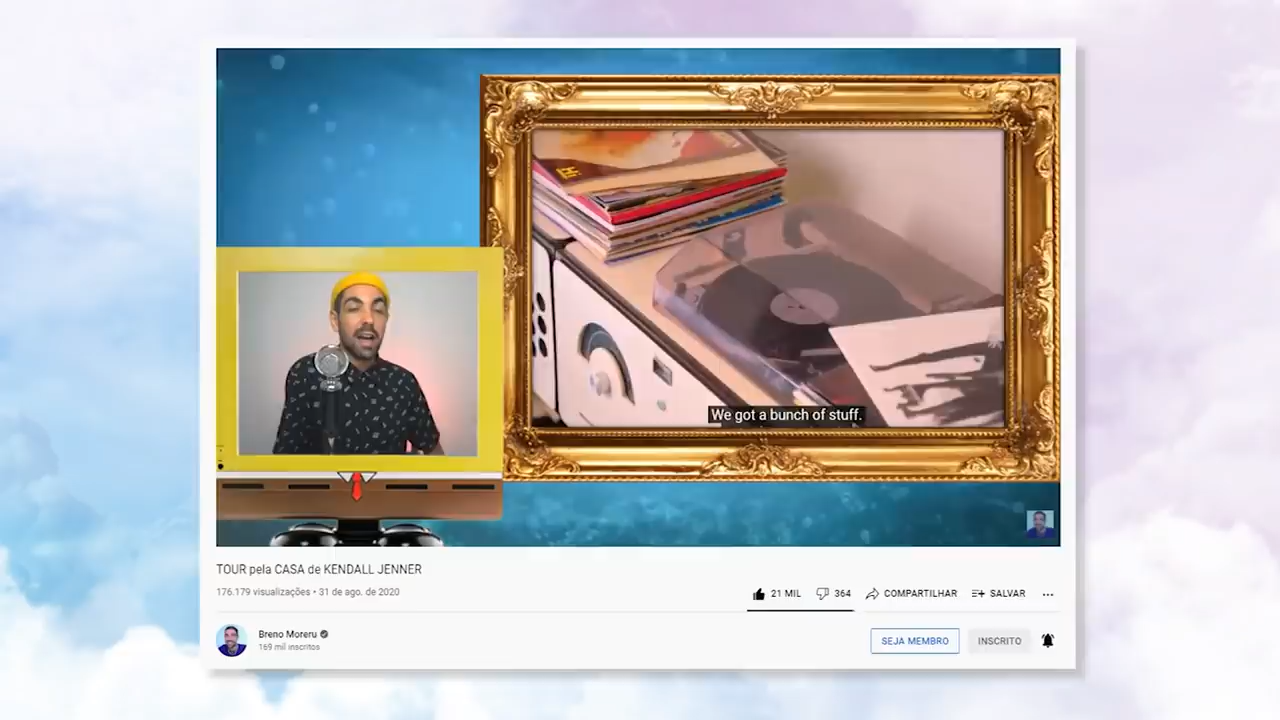 We got a bunch of stuff.
TOUR pela CASA de KENDALL JENNER
176.179 visualizações • 31 de ago. de 2020
21 MIL
364
COMPARTILHAR
SALVAR
Breno Moreru
169 mil inscritos
SEJA MEMBRO
INSCRITO